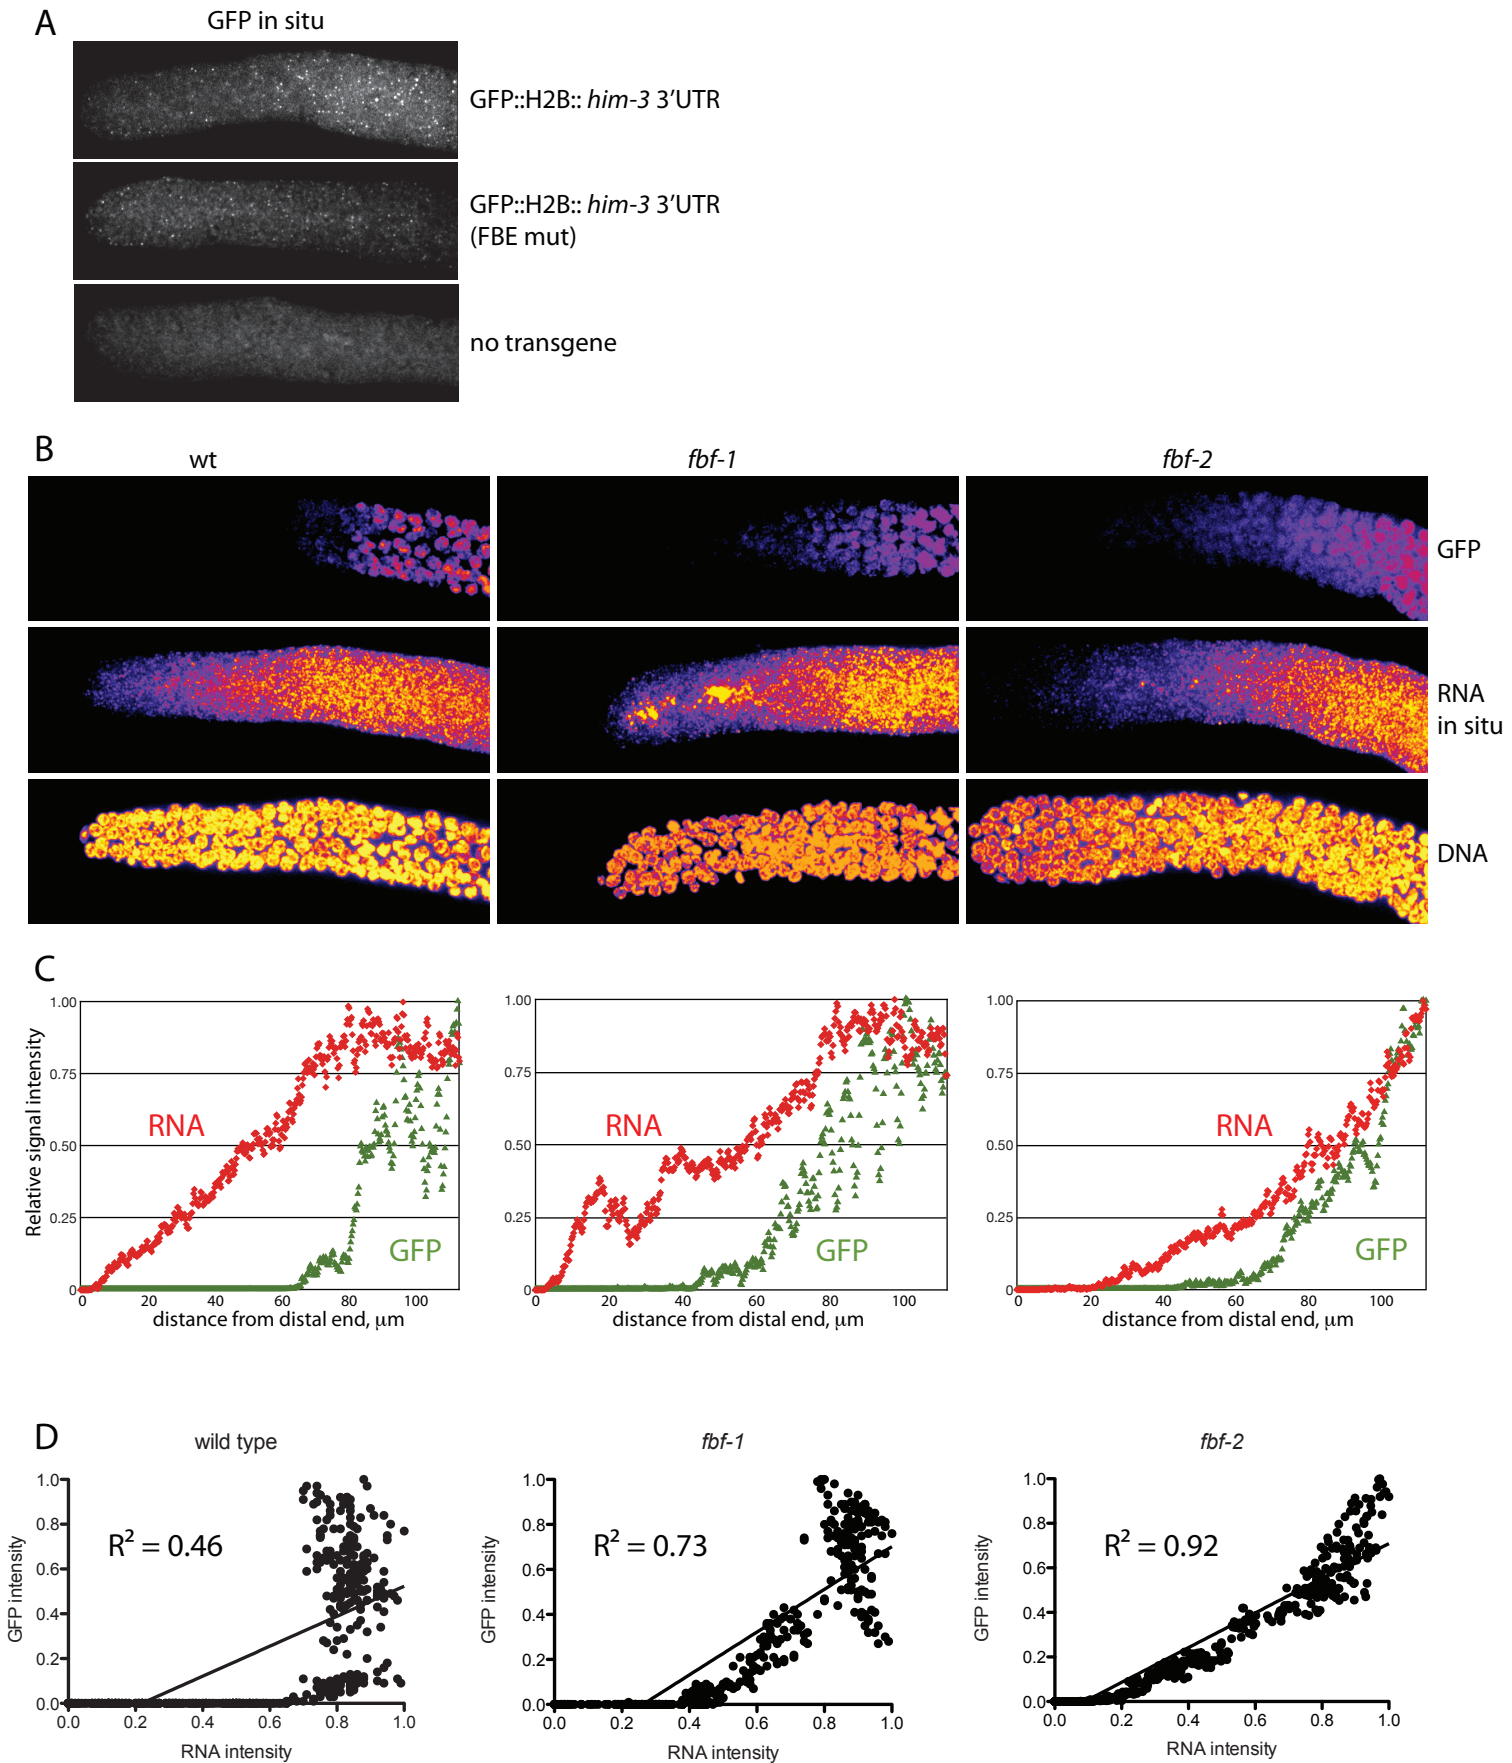 A
GFP in situ
GFP::H2B:: him-3 3’UTR
GFP::H2B:: him-3 3’UTR
(FBE mut)
no transgene
B
wt
fbf-1
fbf-2
GFP
RNA
in situ
DNA
C
Relative signal intensity
1.00
0.75
0.50
0.25
0
RNA
GFP
0 20 40 60 80 100
distance from distal end, μm
1.00
0.75
0.50
0.25
0
RNA
GFP
0 20 40 60 80 100
distance from distal end, μm
1.00
0.75
0.50
0.25
0
RNA
GFP
0 20 40 60 80 100
distance from distal end, μm
D
wild type
GFP intensity
1.0
0.8
0.6
0.4
0.2
0.0
R² = 0.46
0.0 0.2 0.4 0.6 0.8 1.0
RNA intensity
fbf-1
GFP intensity
1.0
0.8
0.6
0.4
0.2
0.0
R² = 0.73
0.0 0.2 0.4 0.6 0.8 1.0
RNA intensity
fbf-2
GFP intensity
1.0
0.8
0.6
0.4
0.2
0.0
R² = 0.92
0.0 0.2 0.4 0.6 0.8 1.0
RNA intensity